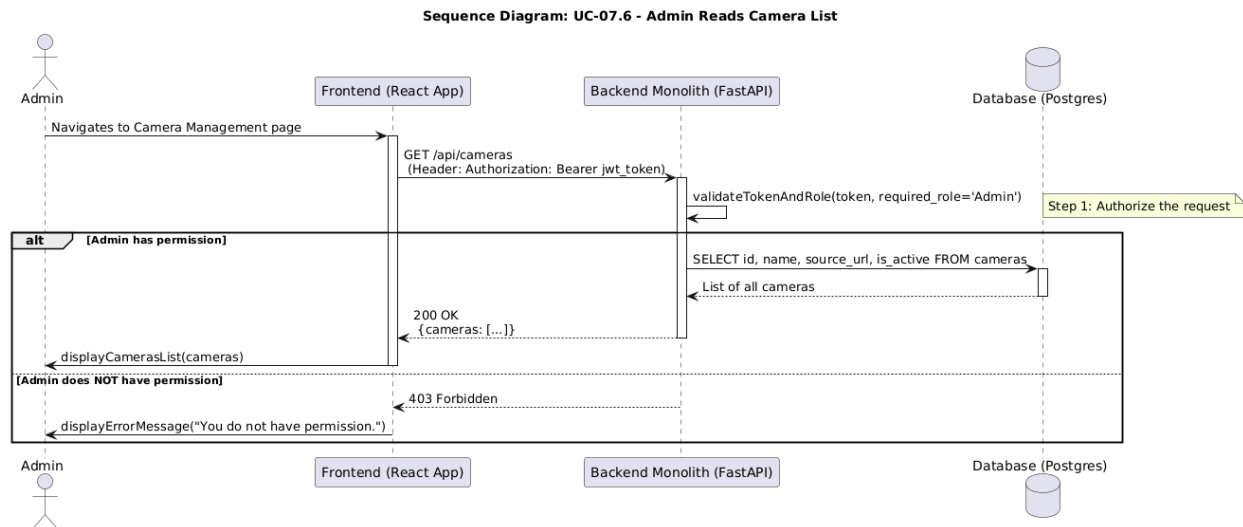 Sequence Diagram: UC-07.6 - Admin Reads Camera List
Admin
Frontend (React App)
Backend Monolith (FastAPI)
Database (Postgres)
Navigates to Camera Management page
GET /api/cameras
(Header: Authorization: Bearer jwt_token)
validateTokenAndRole(token, required_role='Admin')
Step 1: Authorize the request
alt
[Admin has permission]
SELECT id, name, source_url, is_active FROM cameras
List of all cameras
200 OK
{cameras: [...]}
displayCamerasList(cameras)
[Admin does NOT have permission]
403 Forbidden
displayErrorMessage("You do not have permission.")
Admin
Frontend (React App)
Backend Monolith (FastAPI)
Database (Postgres)